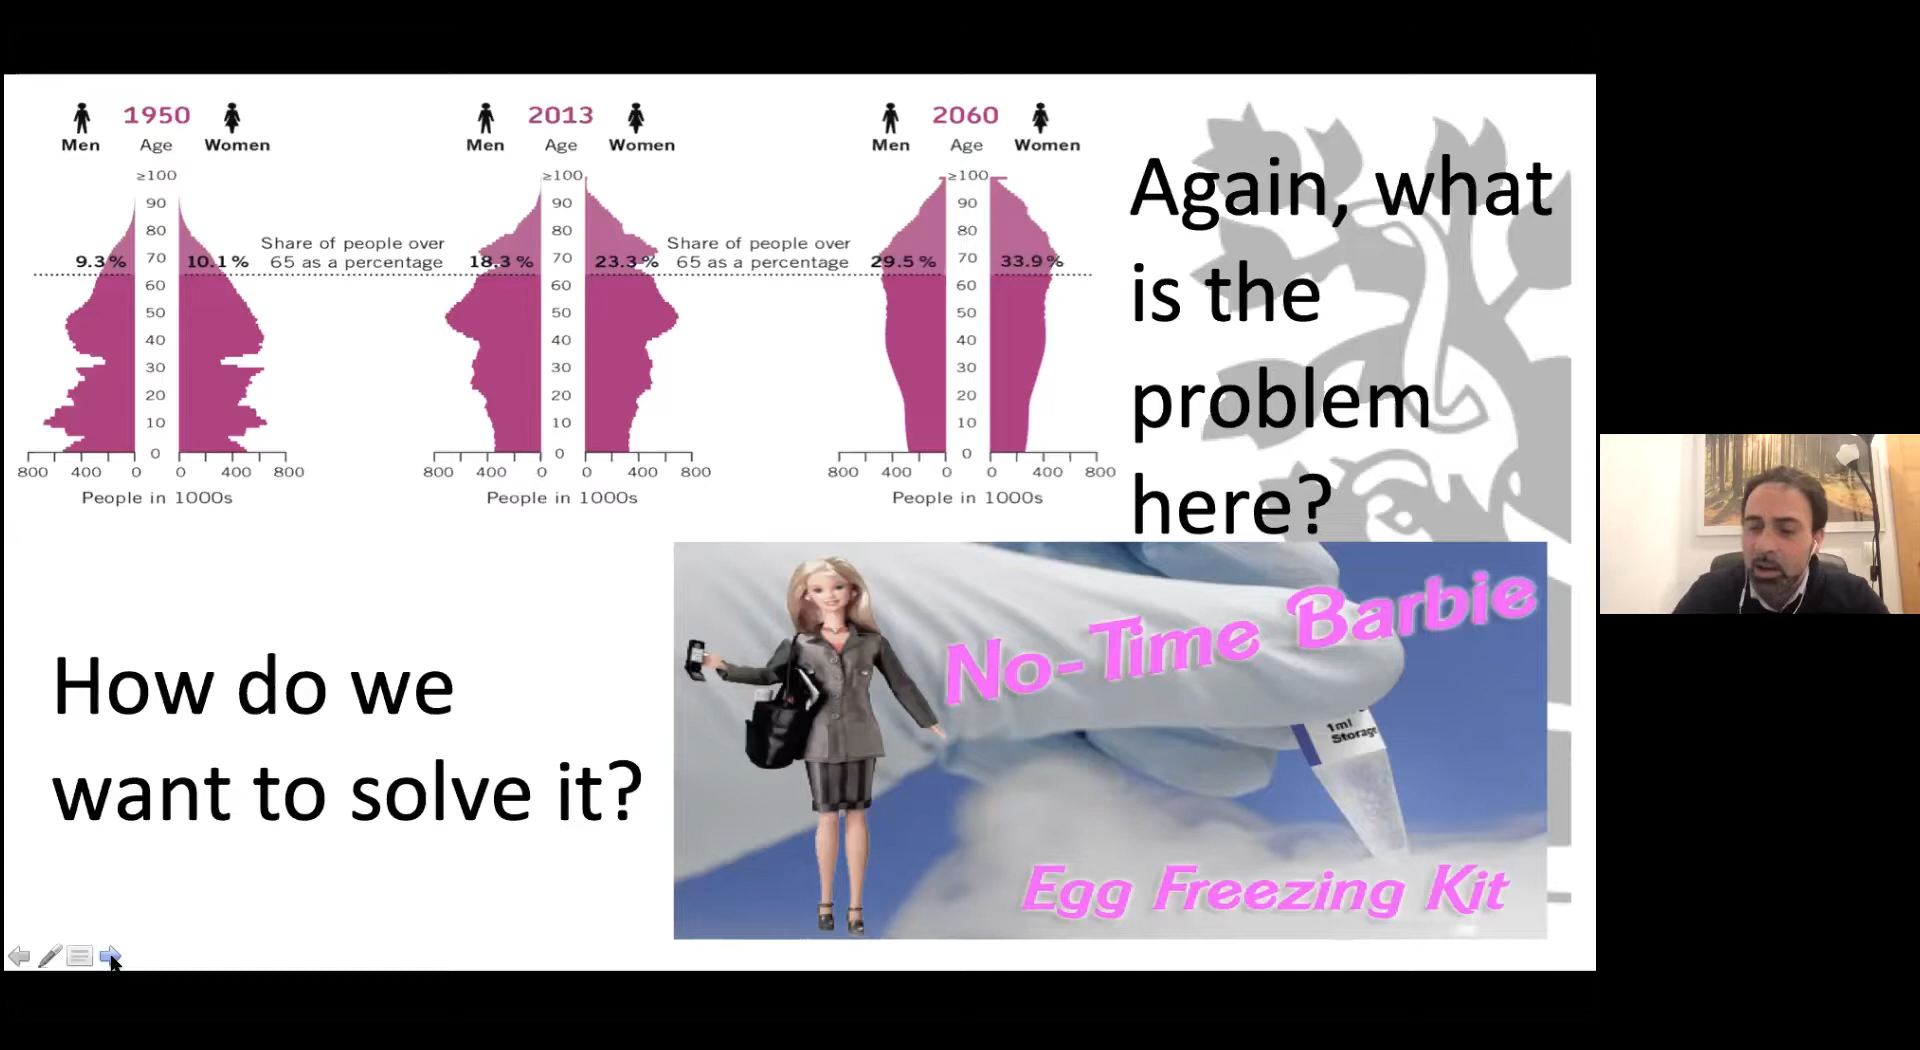 1950
Men Age Women
≥100
90
80
70
60
50
40
30
20
10
0
9.3 % 10.1 %
800 400 0 0 400 800
People in 1000s
Share of people over
65 as a percentage
2013
Men Age Women
≥100
90
80
70
60
50
40
30
20
10
0
18.3 % 23.3 %
800 400 0 0 400 800
People in 1000s
Share of people over
65 as a percentage
2060
Men Age Women
≥100
90
80
70
60
50
40
30
20
10
0
29.5 % 33.9 %
800 400 0 0 400 800
People in 1000s
Again, what
is the
problem
here?
How do we
want to solve it?
No-Time Barbie
1ml
Storage
Egg Freezing Kit